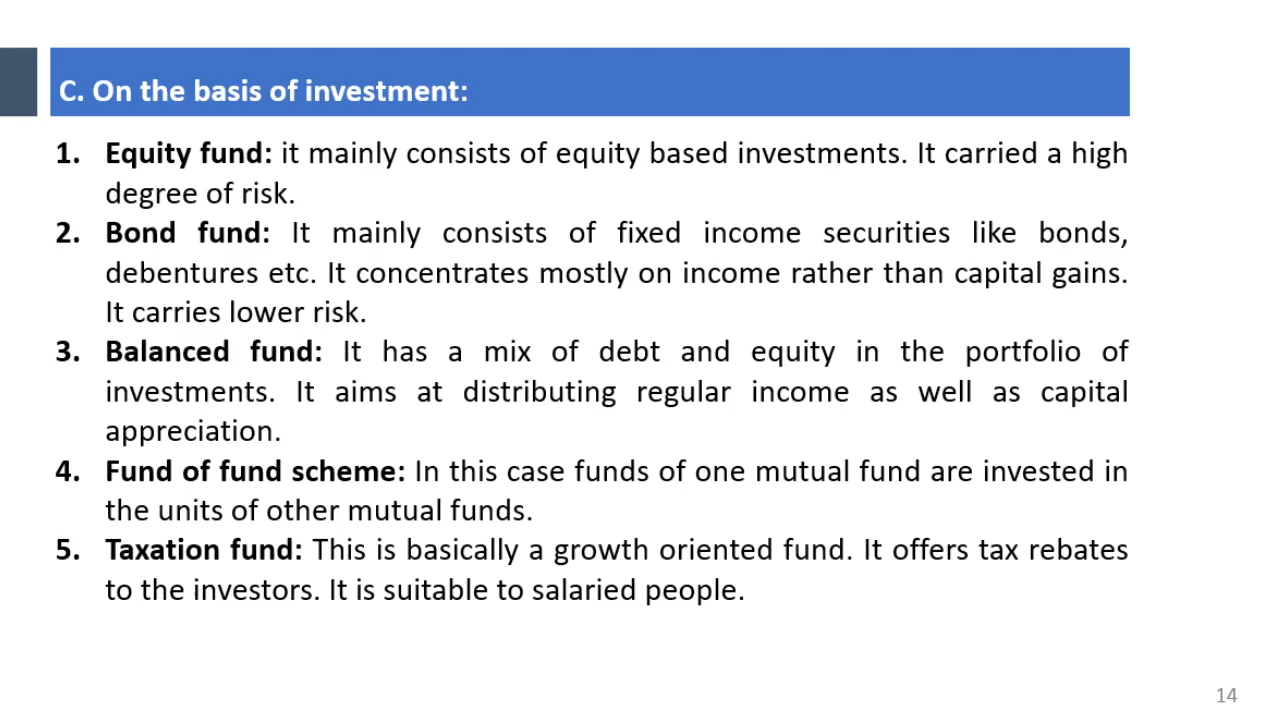 C. On the basis of investment:
1. Equity fund: it mainly consists of equity based investments. It carried a high
degree of risk.
2. Bond fund: It mainly consists of fixed income securities like bonds,
debentures etc. It concentrates mostly on income rather than capital gains.
It carries lower risk.
3. Balanced fund: It has a mix of debt and equity in the portfolio of
investments. It aims at distributing regular income as well as capital
appreciation.
4. Fund of fund scheme: In this case funds of one mutual fund are invested in
the units of other mutual funds.
5. Taxation fund: This is basically a growth oriented fund. It offers tax rebates
to the investors. It is suitable to salaried people.
14